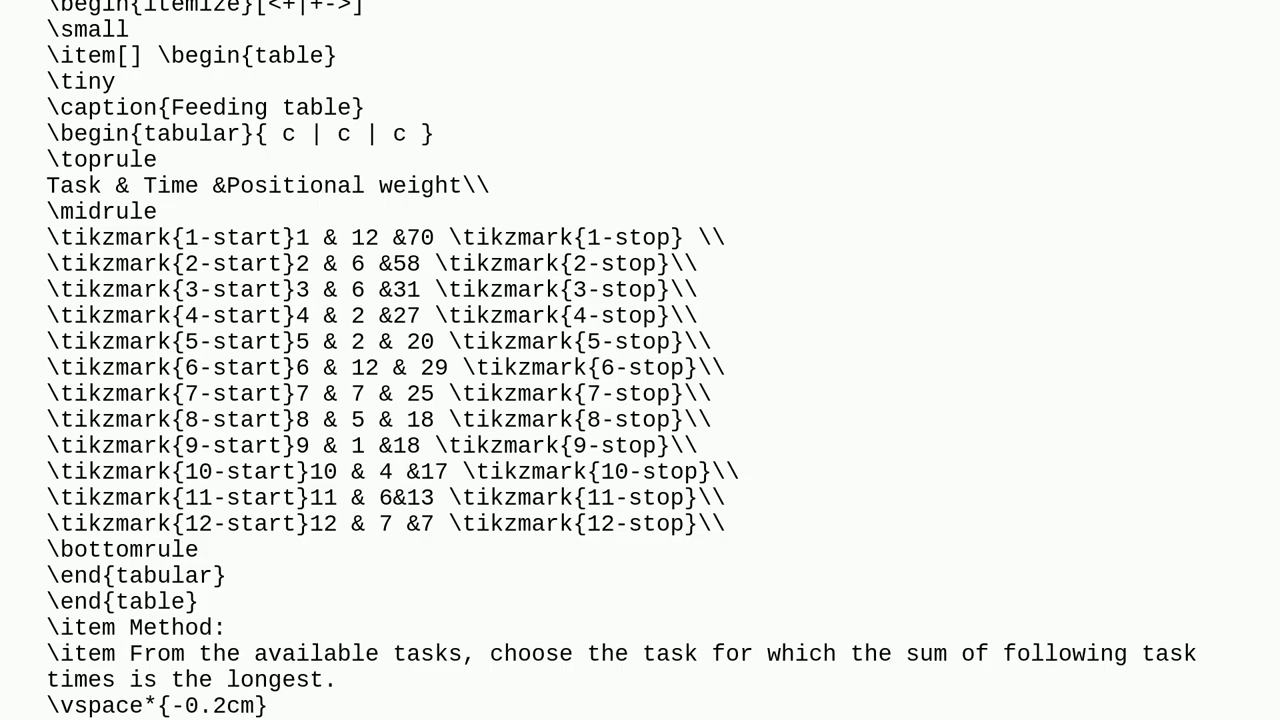 \begin{itemize}[<+|+->]
\small
\item[] \begin{table}
\tiny
\caption{Feeding table}
\begin{tabular}{ c | c | c }
\toprule
Task & Time &Positional weight\\
\midrule
\tikzmark{1-start}1 & 12 &70 \tikzmark{1-stop} \\
\tikzmark{2-start}2 & 6 &58 \tikzmark{2-stop}\\
\tikzmark{3-start}3 & 6 &31 \tikzmark{3-stop}\\
\tikzmark{4-start}4 & 2 &27 \tikzmark{4-stop}\\
\tikzmark{5-start}5 & 2 & 20 \tikzmark{5-stop}\\
\tikzmark{6-start}6 & 12 & 29 \tikzmark{6-stop}\\
\tikzmark{7-start}7 & 7 & 25 \tikzmark{7-stop}\\
\tikzmark{8-start}8 & 5 & 18 \tikzmark{8-stop}\\
\tikzmark{9-start}9 & 1 &18 \tikzmark{9-stop}\\
\tikzmark{10-start}10 & 4 &17 \tikzmark{10-stop}\\
\tikzmark{11-start}11 & 6&13 \tikzmark{11-stop}\\
\tikzmark{12-start}12 & 7 &7 \tikzmark{12-stop}\\
\bottomrule
\end{tabular}
\end{table}
\item Method:
\item From the available tasks, choose the task for which the sum of following task
times is the longest.
\vspace*{-0.2cm}